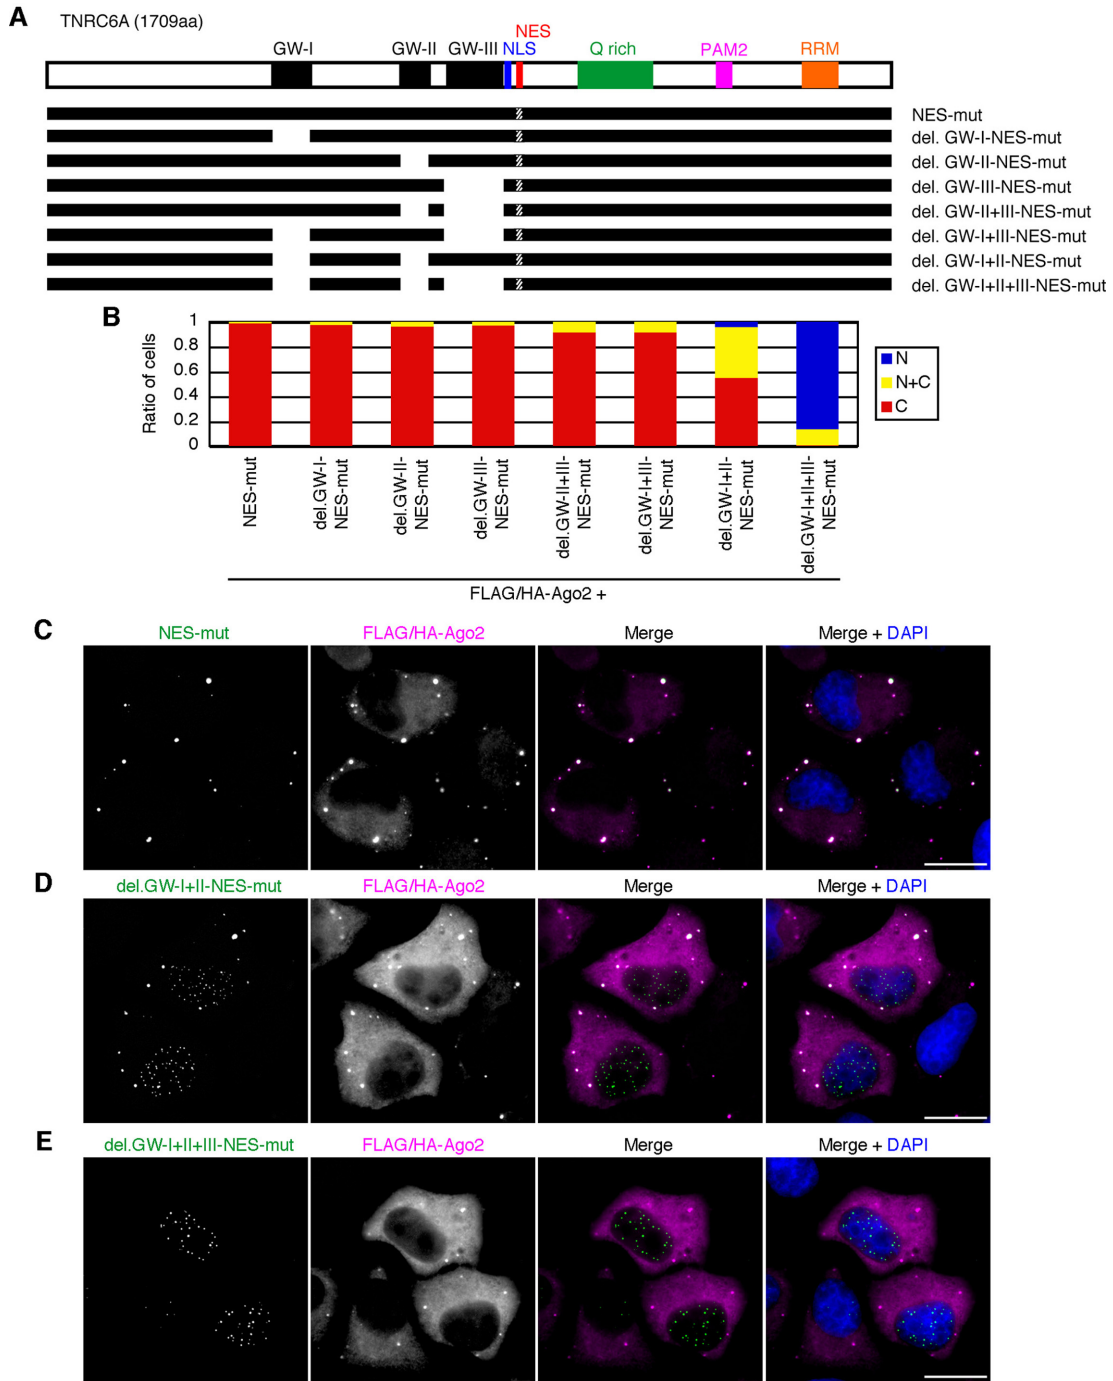 A
TNRC6A (1709aa)
NES
GW-I GW-II GW-III NLS Q rich PAM2 RRM
NES-mut
del. GW-I-NES-mut
del. GW-II-NES-mut
del. GW-III-NES-mut
del. GW-II+III-NES-mut
del. GW-I+III-NES-mut
del. GW-I+II-NES-mut
del. GW-I+II+III-NES-mut
B
Ratio of cells
1
0.8
0.6
0.4
0.2
0
N
N+C
C
NES-mut
del.GW-I-
NES-mut
del.GW-II-
NES-mut
del.GW-III-
NES-mut
del.GW-II+III-
NES-mut
del.GW-I+III-
NES-mut
del.GW-I+II-
NES-mut
del.GW-I+II+III-
NES-mut
FLAG/HA-Ago2 +
C
NES-mut FLAG/HA-Ago2 Merge Merge + DAPI
D
del.GW-I+II-NES-mut FLAG/HA-Ago2 Merge Merge + DAPI
E
del.GW-I+II+III-NES-mut FLAG/HA-Ago2 Merge Merge + DAPI